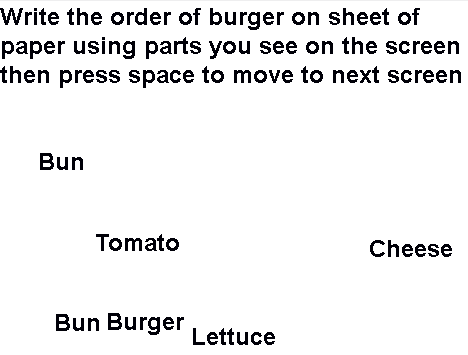 Write the order of burger on sheet of
paper using parts you see on the screen
then press space to move to next screen
Bun
Tomato
Cheese
Bun Burger
Lettuce